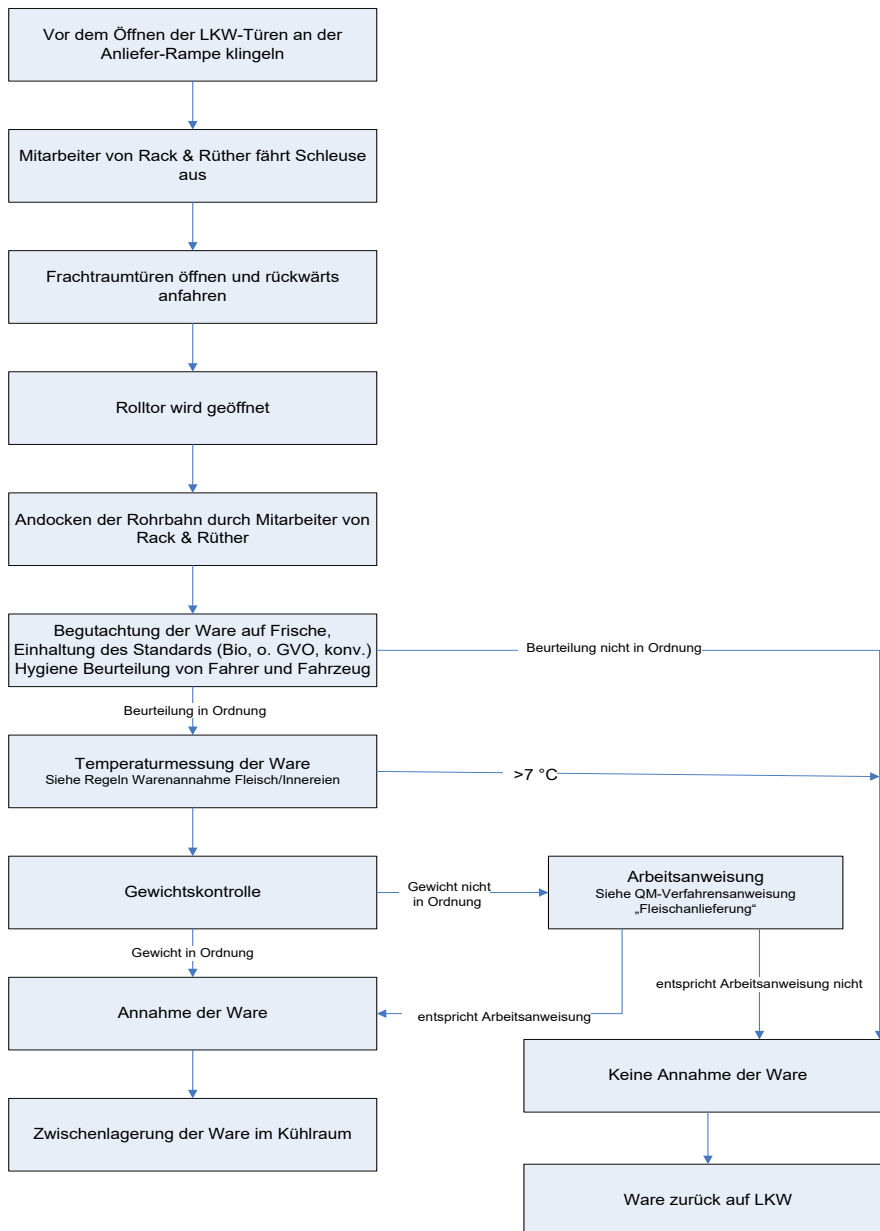 Vor dem Öffnen der LKW-Türen an der
Anliefer-Rampe klingeln
Mitarbeiter von Rack & Rüther fährt Schleuse
aus
Frachtraumtüren öffnen und rückwärts
anfahren
Rolltor wird geöffnet
Andocken der Rohrbahn durch Mitarbeiter von
Rack & Rüther
Begutachtung der Ware auf Frische,
Einhaltung des Standards (Bio, o. GVO, konv.)
Hygiene Beurteilung von Fahrer und Fahrzeug
Beurteilung nicht in Ordnung
Beurteilung in Ordnung
Temperaturmessung der Ware
Siehe Regeln Warenannahme Fleisch/Innereien
>7 °C
Gewichtskontrolle
Gewicht nicht
in Ordnung
Arbeitsanweisung
Siehe QM-Verfahrensanweisung
„Fleischanlieferung“
Gewicht in Ordnung
entspricht Arbeitsanweisung nicht
Annahme der Ware
entspricht Arbeitsanweisung
Keine Annahme der Ware
Zwischenlagerung der Ware im Kühlraum
Ware zurück auf LKW